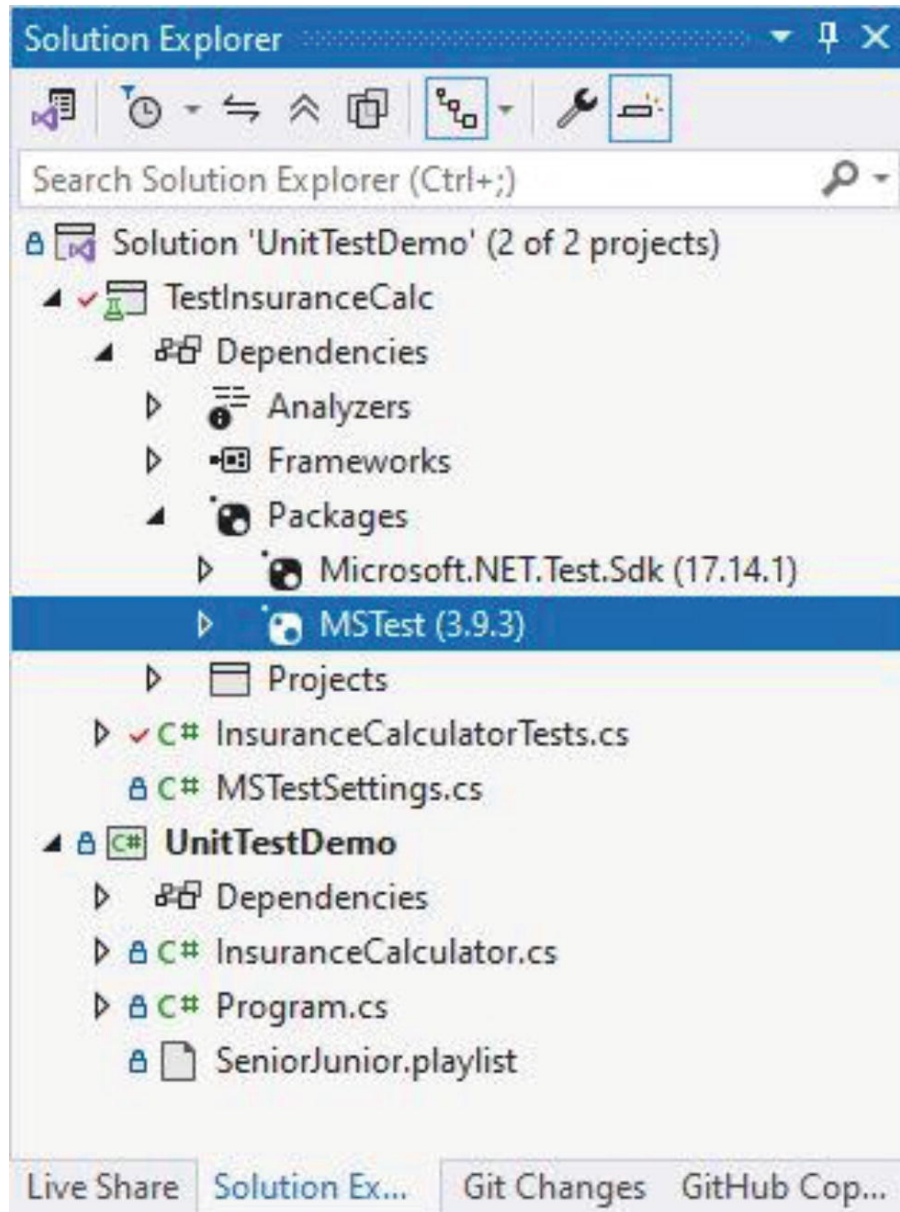 Solution Explorer
Search Solution Explorer (Ctrl+;)
Solution 'UnitTestDemo' (2 of 2 projects)
TestInsuranceCalc
Dependencies
Analyzers
Frameworks
Packages
Microsoft.NET.Test.Sdk (17.14.1)
MSTest (3.9.3)
Projects
C# InsuranceCalculatorTests.cs
C# MSTestSettings.cs
C# UnitTestDemo
Dependencies
C# InsuranceCalculator.cs
C# Program.cs
SeniorJunior.playlist
Live Share Solution Ex... Git Changes GitHub Cop...